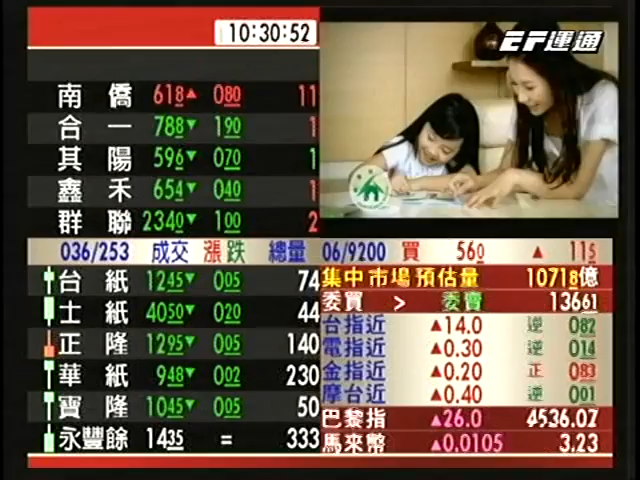 10:30:52
EF運通
南僑 618▲ 080 11
合一 788▼ 190 1
其陽 596▼ 070 1
鑫禾 654▼ 040 1
群聯 2340▼ 100 2
036/253 成交 漲跌 總量 06/9200 買 560 ▲ 115
台紙 1245▼ 005 74
士紙 4050▼ 020 44
正隆 1295▼ 005 140
華紙 948▼ 002 230
寶隆 1045▼ 005 50
永豐餘 1435 = 333
集中市場預估量 10718億
委買 > 委賣 13661
台指近 ▲14.0 逆 082
電指近 ▲0.30 逆 014
金指近 ▲0.20 正 083
摩台近 ▲0.40 逆 001
巴黎指 ▲26.0 4536.07
馬來幣 ▲0.0105 3.23